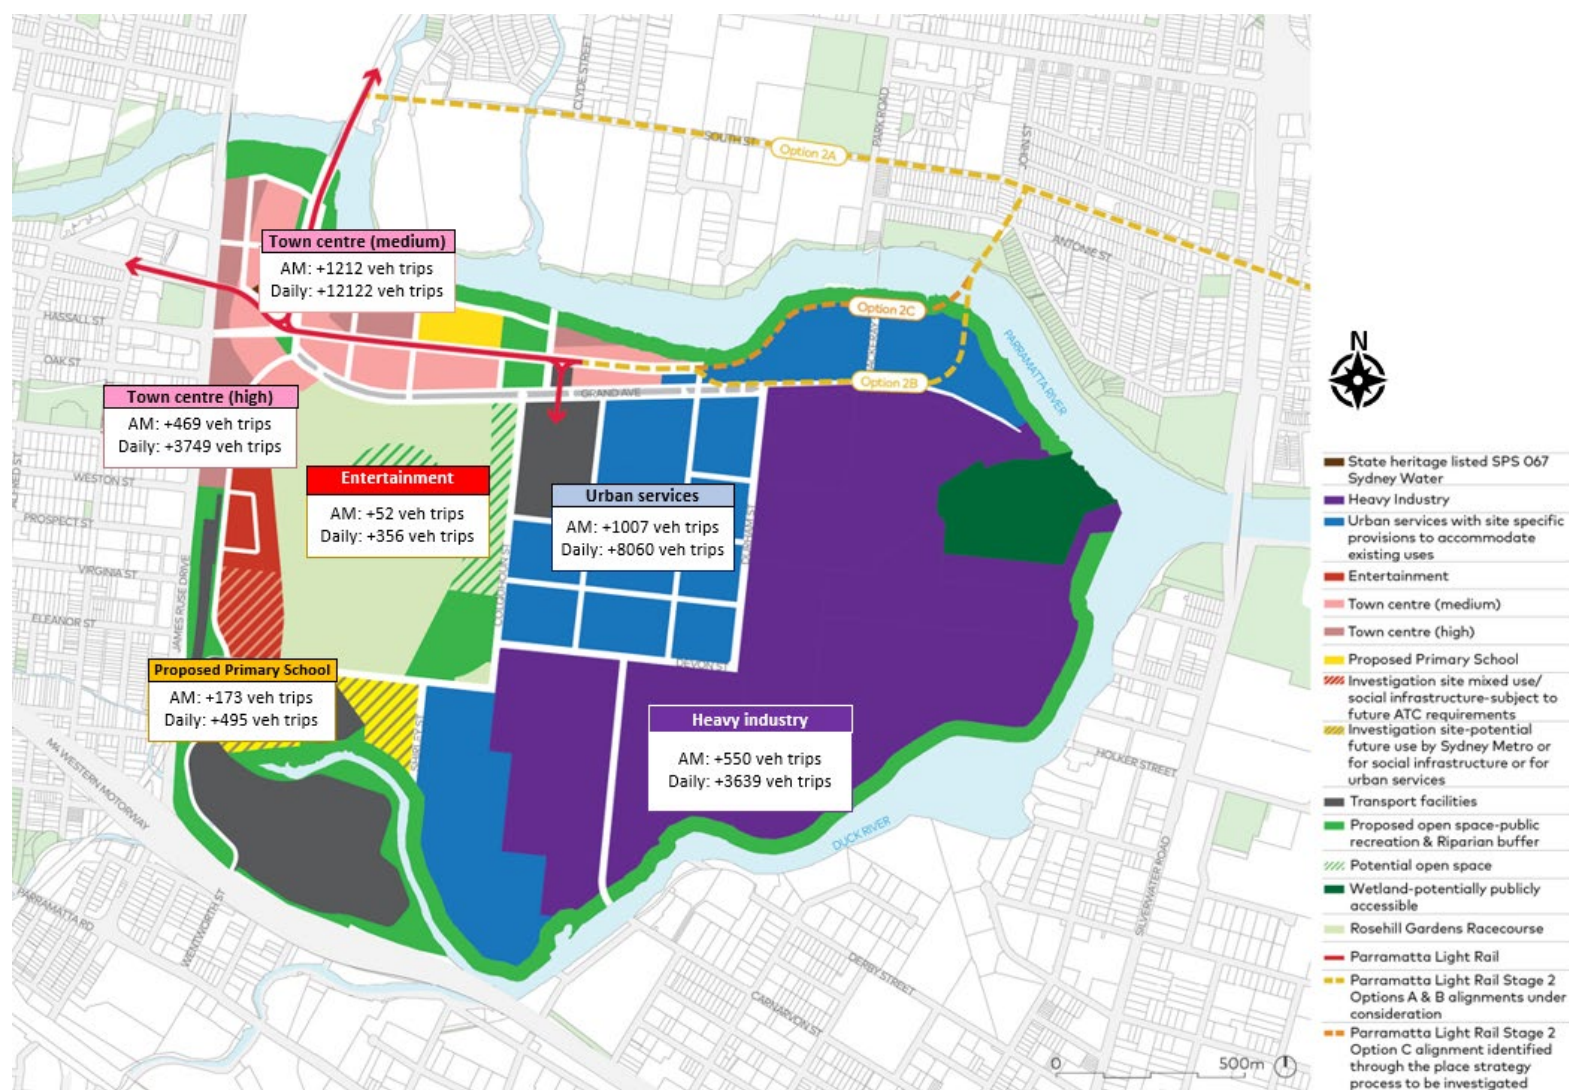 CLYDE STREET
SOUTH ST
PARK ROAD
JOHN ST
Option 2A
ANTOINE ST
Town centre (medium)
AM: +1212 veh trips
Daily: +12122 veh trips
HASSALL ST
OAK ST
Option 2C
PARRAMATTA RIVER
Option 2B
GRAND AVE
Town centre (high)
AM: +469 veh trips
Daily: +3749 veh trips
ALFRED ST
WESTON ST
PROSPECT ST
VIRGINIA ST
ELEANOR ST
JAMES RUSE DRIVE
Entertainment
AM: +52 veh trips
Daily: +356 veh trips
COLQUHOUN ST
Urban services
AM: +1007 veh trips
Daily: +8060 veh trips
DURHAM ST
DEVON ST
Proposed Primary School
AM: +173 veh trips
Daily: +495 veh trips
SHIRLEY ST
Heavy industry
AM: +550 veh trips
Daily: +3639 veh trips
M4 WESTERN MOTORWAY
PARRAMATTA RD
WENTWORTH ST
DUCK RIVER
HOLKER STREET
SILVERWATER ROAD
DERBY STREET
CARNARVON ST
0
500m
N
State heritage listed SPS 067
Sydney Water
Heavy Industry
Urban services with site specific
provisions to accommodate
existing uses
Entertainment
Town centre (medium)
Town centre (high)
Proposed Primary School
Investigation site mixed use/
social infrastructure-subject to
future ATC requirements
Investigation site-potential
future use by Sydney Metro or
for social infrastructure or for
urban services
Transport facilities
Proposed open space-public
recreation & Riparian buffer
Potential open space
Wetland-potentially publicly
accessible
Rosehill Gardens Racecourse
Parramatta Light Rail
Parramatta Light Rail Stage 2
Options A & B alignments under
consideration
Parramatta Light Rail Stage 2
Option C alignment identified
through the place strategy
process to be investigated